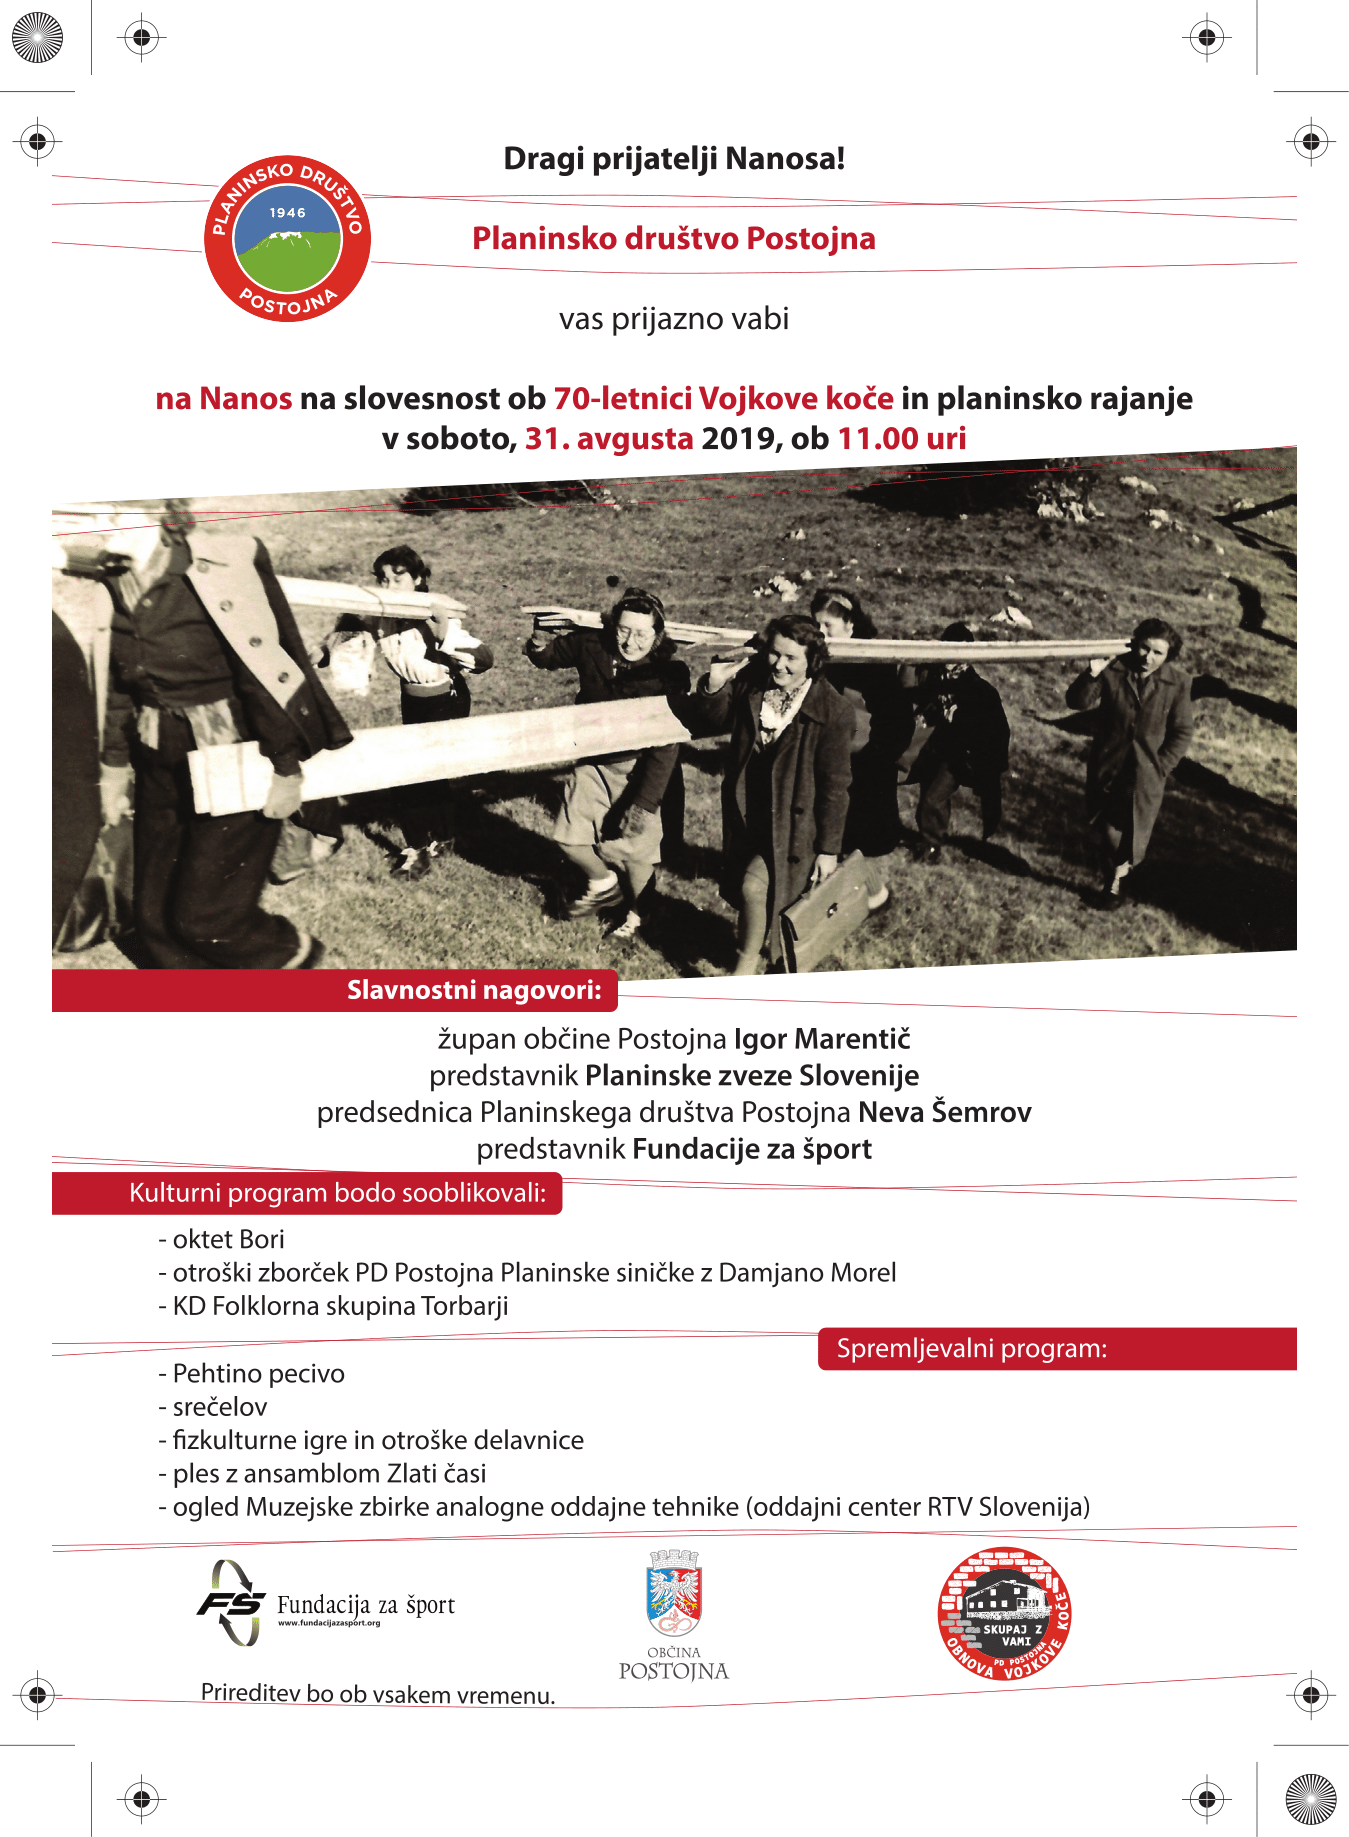 Dragi prijatelji Nanosa!
PLANINSKO DRUŠTVO
1946
POSTOJNA
Planinsko društvo Postojna
vas prijazno vabi
na Nanos na slovesnost ob 70-letnici Vojkove koče in planinsko rajanje
v soboto, 31. avgusta 2019, ob 11.00 uri
Slavnostni nagovori:
župan občine Postojna Igor Marentič
predstavnik Planinske zveze Slovenije
predsednica Planinskega društva Postojna Neva Šemrov
predstavnik Fundacije za šport
Kulturni program bodo sooblikovali:
- oktet Bori
- otroški zborček PD Postojna Planinske siničke z Damjano Morel
- KD Folklorna skupina Torbarji
Spremljevalni program:
- Pehtino pecivo
- srečelov
- fizkulturne igre in otroške delavnice
- ples z ansamblom Zlati časi
- ogled Muzejske zbirke analogne oddajne tehnike (oddajni center RTV Slovenija)
FŠ Fundacija za šport
www.fundacijazasport.org
OBČINA
POSTOJNA
SKUPAJ Z
VAMI
PD POSTOJNA
OBNOVA VOJKOVE KOČE
Prireditev bo ob vsakem vremenu.